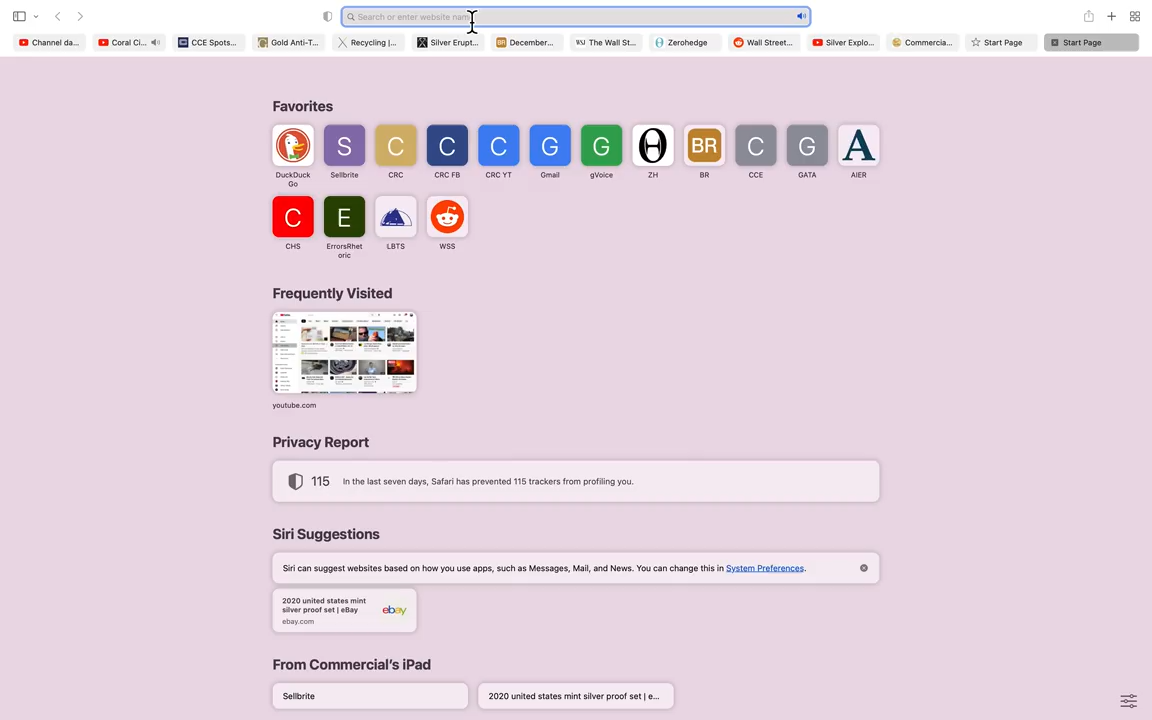 Search or enter website name
Channel da...
Coral Ci...
CCE Spots...
Gold Anti-T...
Recycling |...
Silver Erupt...
BR
December...
WSJ
The Wall St...
Zerohedge
Wall Street...
Silver Explo...
Commercia...
Start Page
Start Page
Favorites
S
C
C
C
G
G
BR
C
G
A
DuckDuck
Go
Sellbrite
CRC
CRC FB
CRC YT
Gmail
gVoice
ZH
BR
CCE
GATA
AIER
C
E
CHS
ErrorsRhet
oric
LBTS
WSS
Frequently Visited
youtube.com
Privacy Report
115
In the last seven days, Safari has prevented 115 trackers from profiling you.
Siri Suggestions
Siri can suggest websites based on how you use apps, such as Messages, Mail, and News. You can change this in System Preferences.
2020 united states mint
silver proof set | eBay
ebay.com
ebay
From Commercial's iPad
Sellbrite
2020 united states mint silver proof set | e...